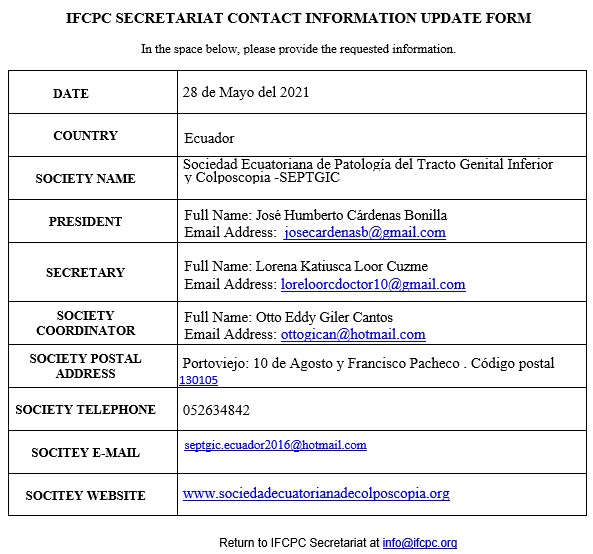 IFCPC SECRETARIAT CONTACT INFORMATION UPDATE FORM
In the space below, please provide the requested information.
DATE
28 de Mayo del 2021
COUNTRY
Ecuador
SOCIETY NAME
Sociedad Ecuatoriana de Patología del Tracto Genital Inferior
y Colposcopia -SEPTGIC
PRESIDENT
Full Name: José Humberto Cárdenas Bonilla
Email Address: josecardenasb@gmail.com
SECRETARY
Full Name: Lorena Katiusca Loor Cuzme
Email Address: loreloorcdoctor10@gmail.com
SOCIETY
COORDINATOR
Full Name: Otto Eddy Giler Cantos
Email Address: ottogican@hotmail.com
SOCIETY POSTAL
ADDRESS
Portoviejo: 10 de Agosto y Francisco Pacheco . Código postal
130105
SOCIETY TELEPHONE
052634842
SOCITEY E-MAIL
septgic.ecuador2016@hotmail.com
SOCITEY WEBSITE
www.sociedadecuatorianadecolposcopia.org
Return to IFCPC Secretariat at info@ifcpc.org